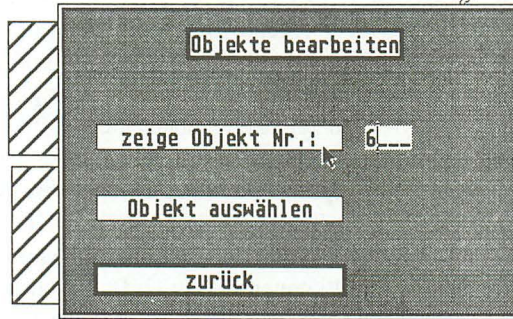 Objekte bearbeiten
zeige Objekt Nr.: 6___
Objekt auswählen
zurück